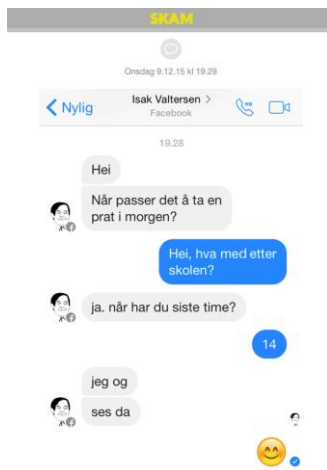 SKAM
Onsdag 9.12.15 kl 19.29
Nylig
Isak Valtersen >
Facebook
19.28
Hei
Når passer det å ta en
prat i morgen?
Hei, hva med etter
skolen?
ja. når har du siste time?
14
jeg og
ses da